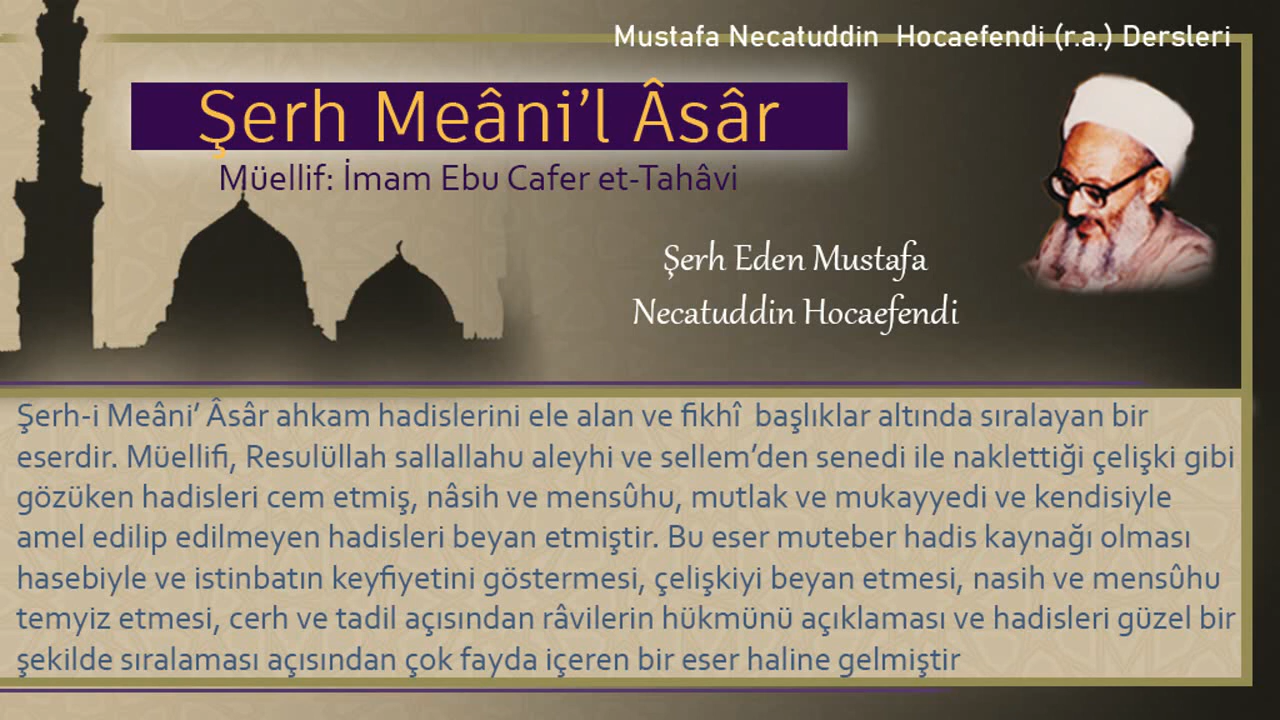 Mustafa Necatuddin Hocaefendi (r.a.) Dersleri
Şerh Meâni’l Âsâr
Müellif: İmam Ebu Cafer et-Tahâvi
Şerh Eden Mustafa
Necatuddin Hocaefendi
Şerh-i Meâni’ Âsâr ahkam hadislerini ele alan ve fikhî başlıklar altında sıralayan bir
eserdir. Müellifi, Resulüllah sallallahu aleyhi ve sellem’den senedi ile naklettiği çelişki gibi
gözüken hadisleri cem etmiş, nâsih ve mensûhu, mutlak ve mukayyedi ve kendisiyle
amel edilip edilmeyen hadisleri beyan etmiştir. Bu eser muteber hadis kaynağı olması
hasebiyle ve istinbatın keyfiyetini göstermesi, çelişkiyi beyan etmesi, nasih ve mensûhu
temyiz etmesi, cerh ve tadil açısından râvilerin hükmünü açıklaması ve hadisleri güzel bir
şekilde sıralaması açısından çok fayda içeren bir eser haline gelmiştir